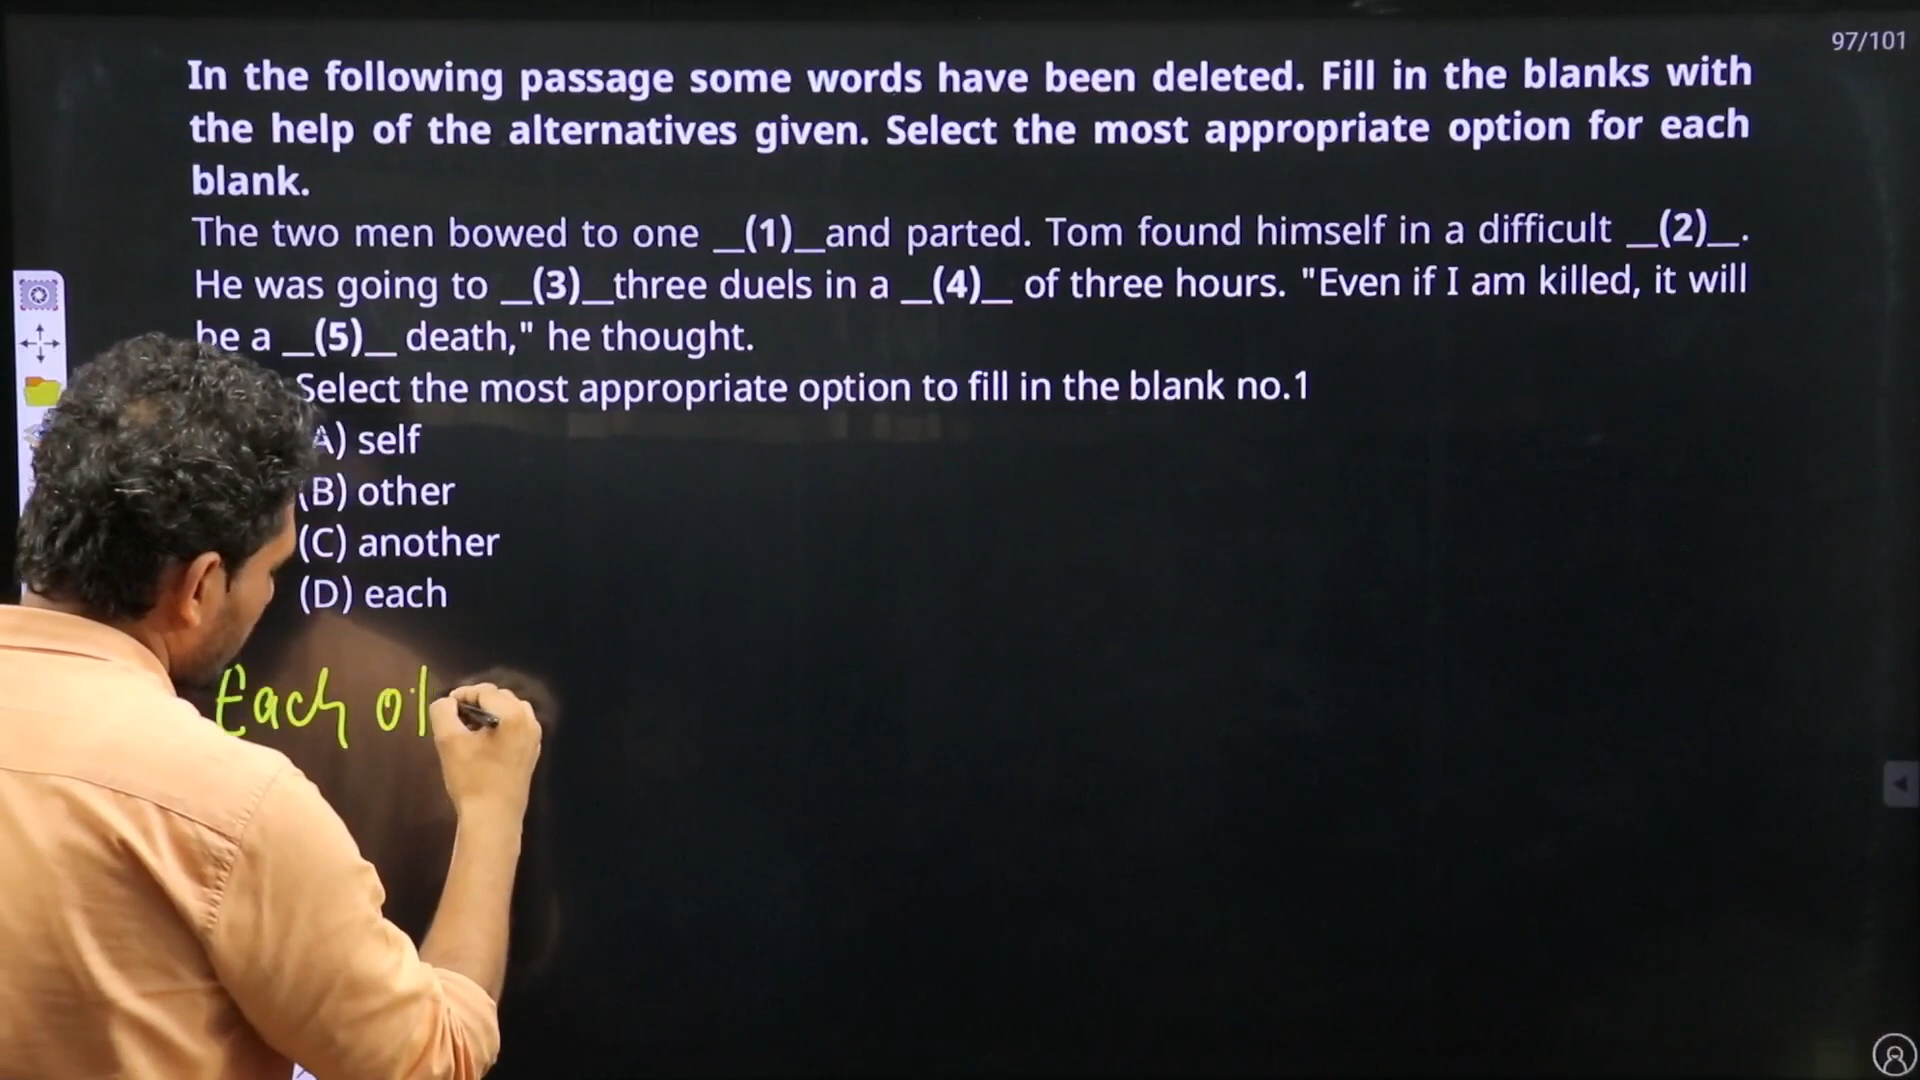 97/101
In the following passage some words have been deleted. Fill in the blanks with
the help of the alternatives given. Select the most appropriate option for each
blank.
The two men bowed to one __(1)__and parted. Tom found himself in a difficult __(2)__.
He was going to __(3)__three duels in a __(4)__ of three hours. "Even if I am killed, it will
be a __(5)__ death," he thought.
Select the most appropriate option to fill in the blank no.1
A) self
(B) other
(C) another
(D) each
Each